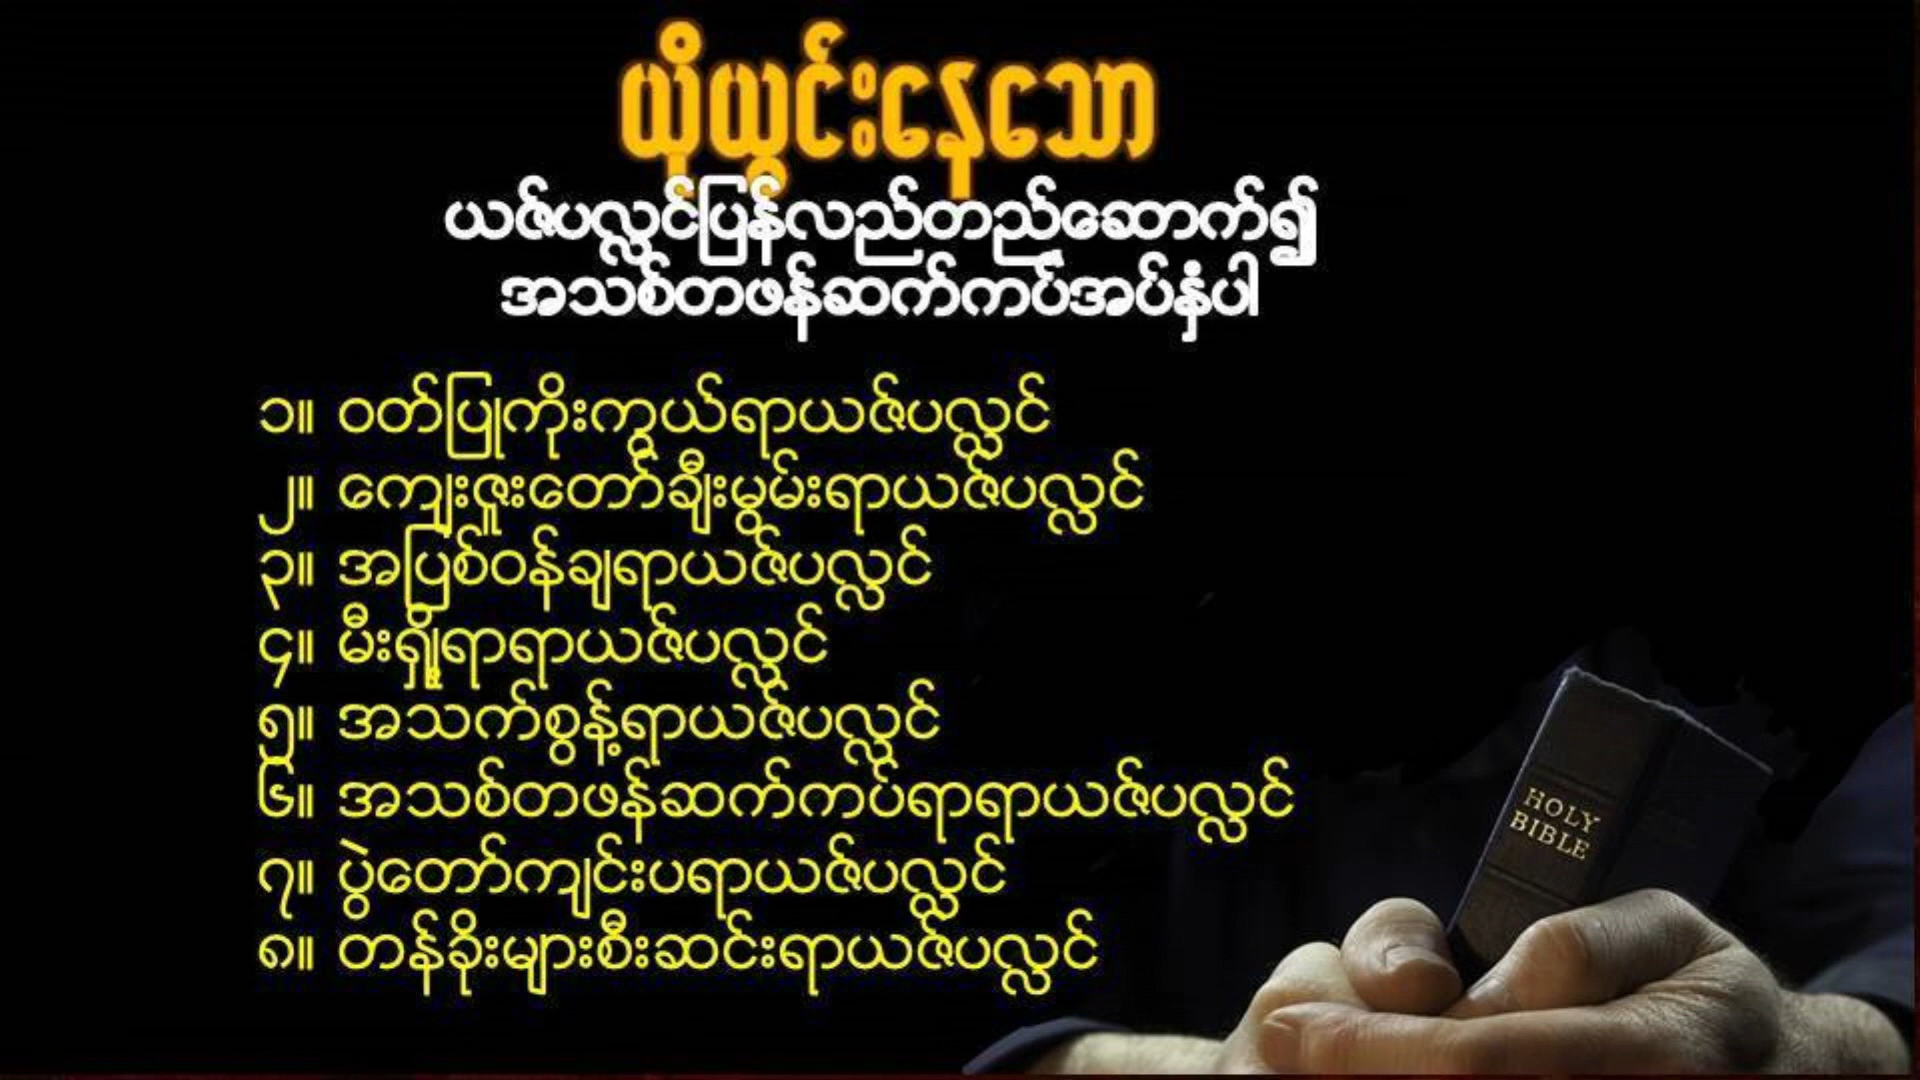 ယိုယွင်းနေသော
ယဇ်ပလ္လင်ပြန်လည်တည်ဆောက်၍
အသစ်တဖန်ဆက်ကပ်အပ်နှံပါ
၁။ ဝတ်ပြုကိုးကွယ်ရာယဇ်ပလ္လင်
၂။ ကျေးဇူးတော်ချီးမွမ်းရာယဇ်ပလ္လင်
၃။ အပြစ်ဝန်ချရာယဇ်ပလ္လင်
၄။ မီးရှို့ရာရာယဇ်ပလ္လင်
၅။ အသက်စွန့်ရာယဇ်ပလ္လင်
၆။ အသစ်တဖန်ဆက်ကပ်ရာရာယဇ်ပလ္လင်
၇။ ပွဲတော်ကျင်းပရာယဇ်ပလ္လင်
၈။ တန်ခိုးများစီးဆင်းရာယဇ်ပလ္လင်
HOLY
BIBLE